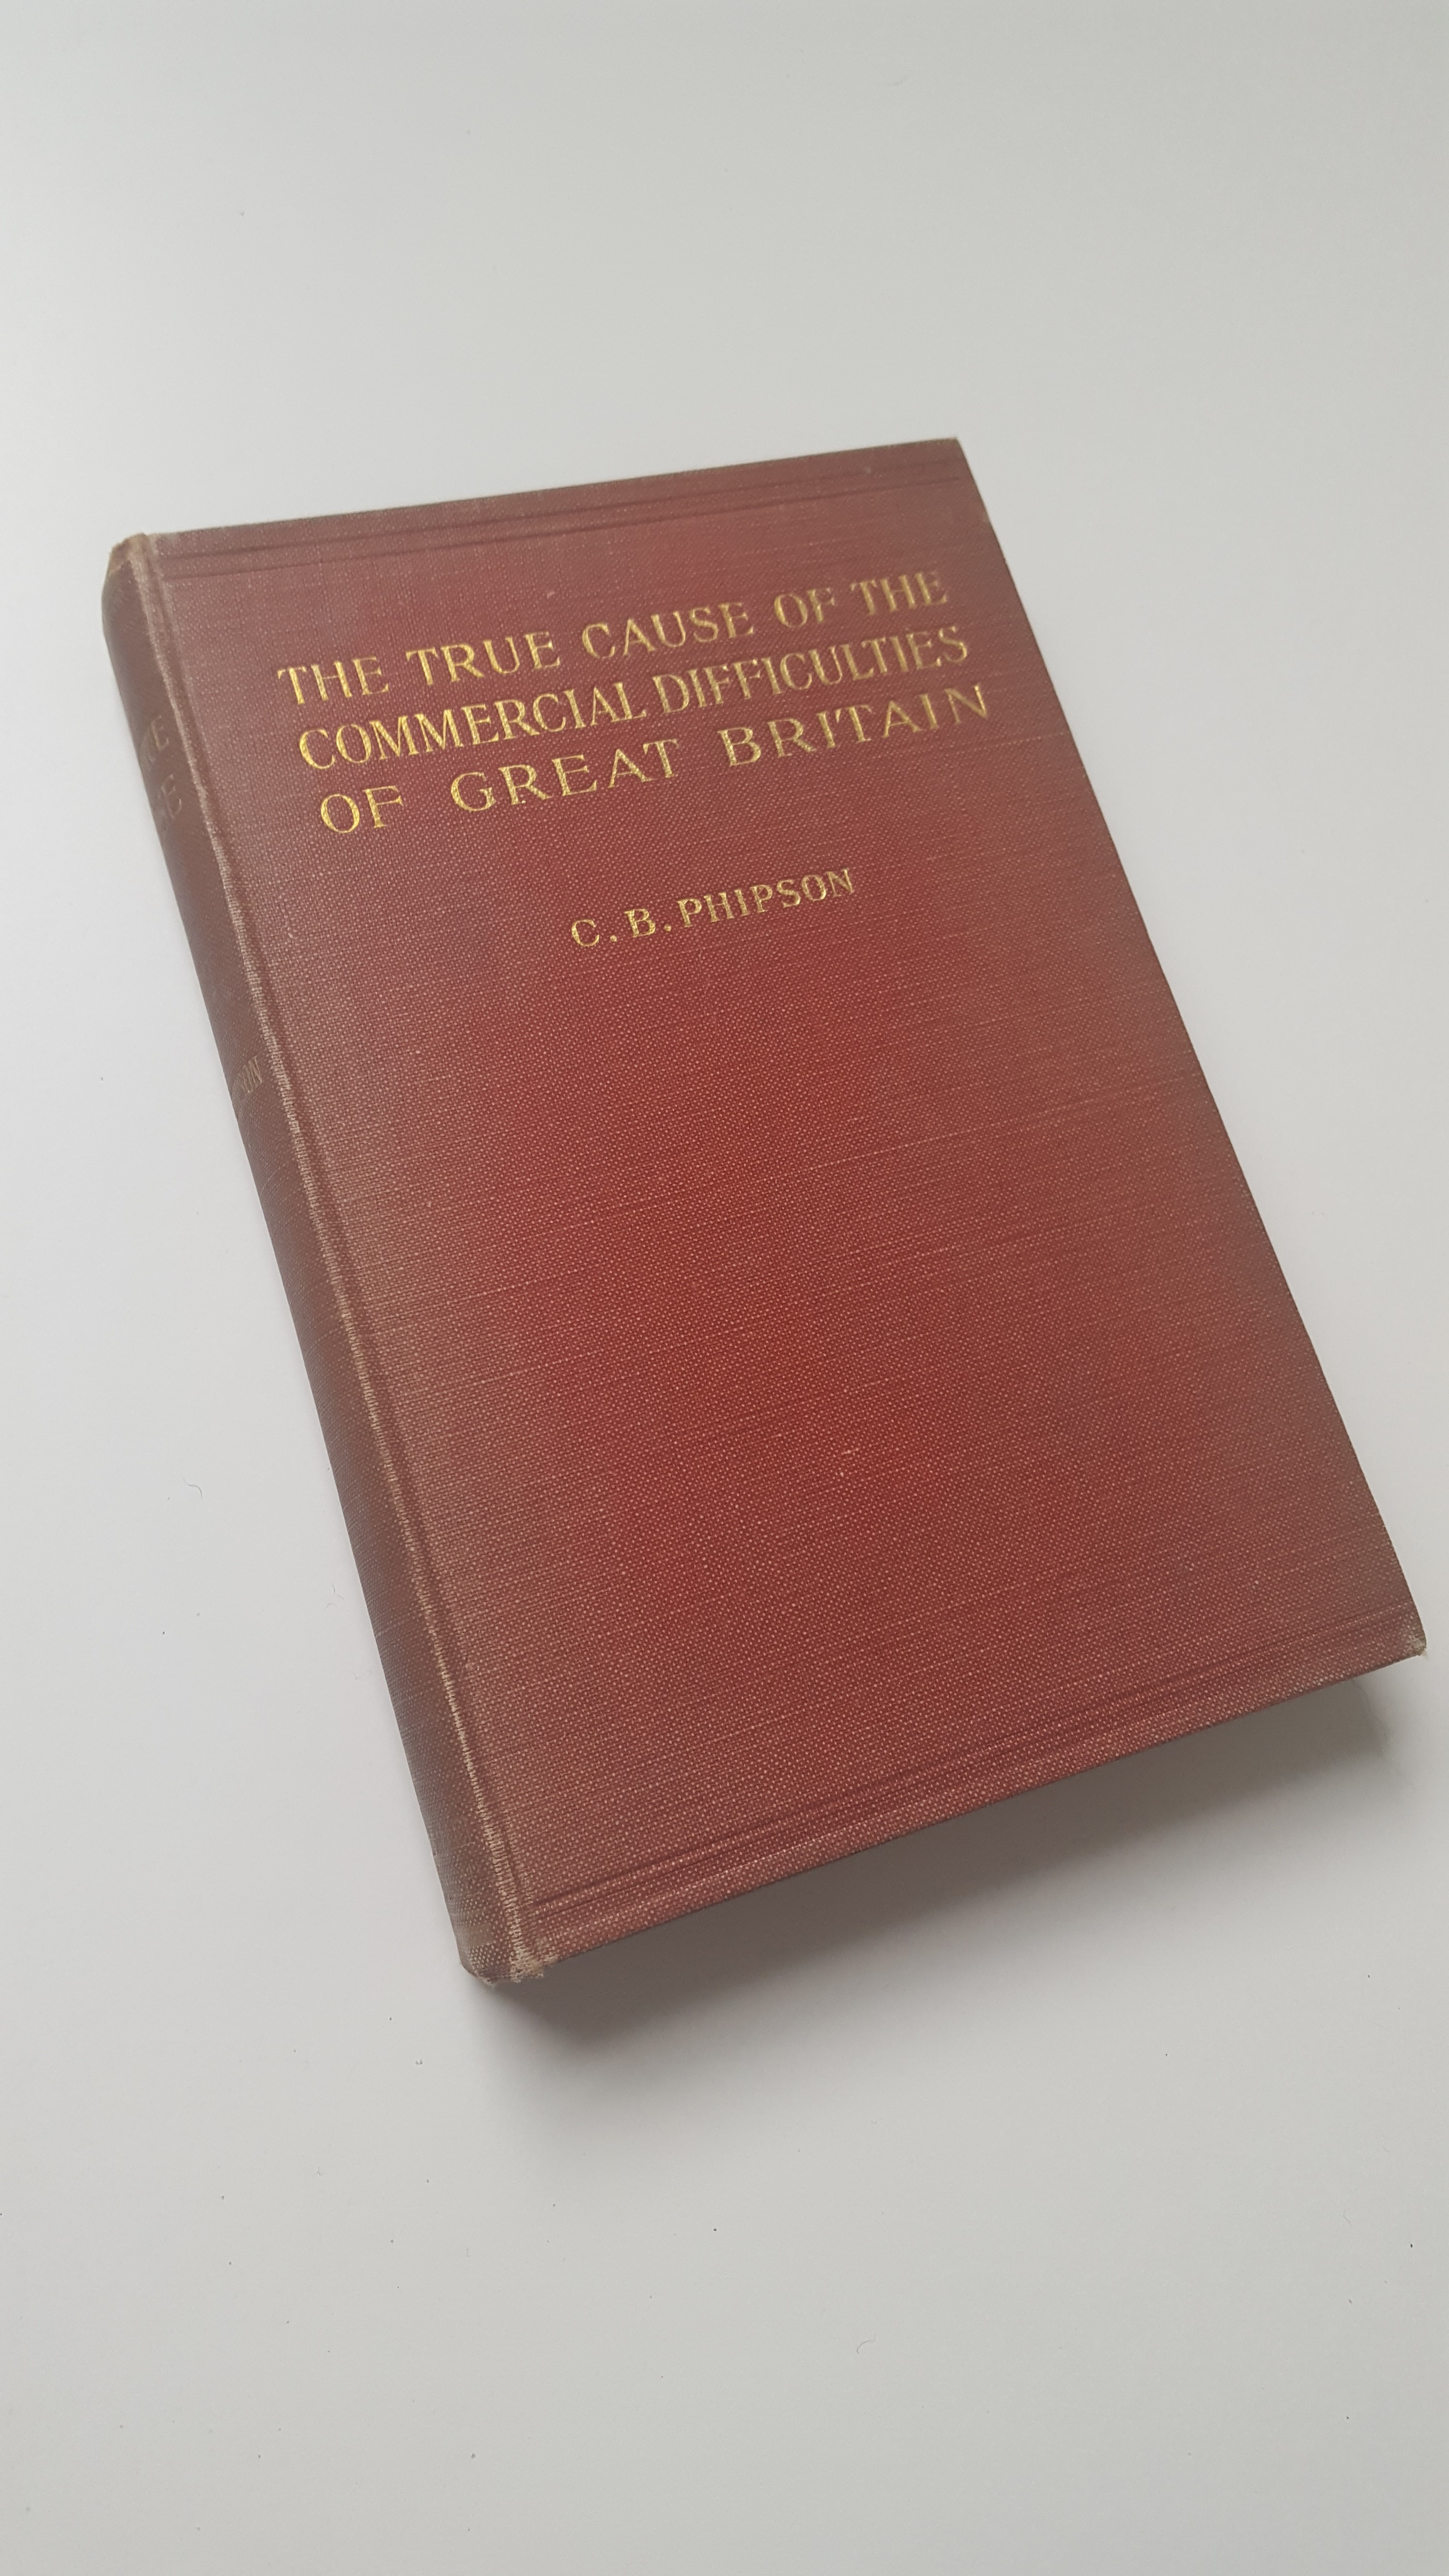 THE TRUE CAUSE OF THE
COMMERCIAL DIFFICULTIES
OF GREAT BRITAIN
C. B. PHIPSON